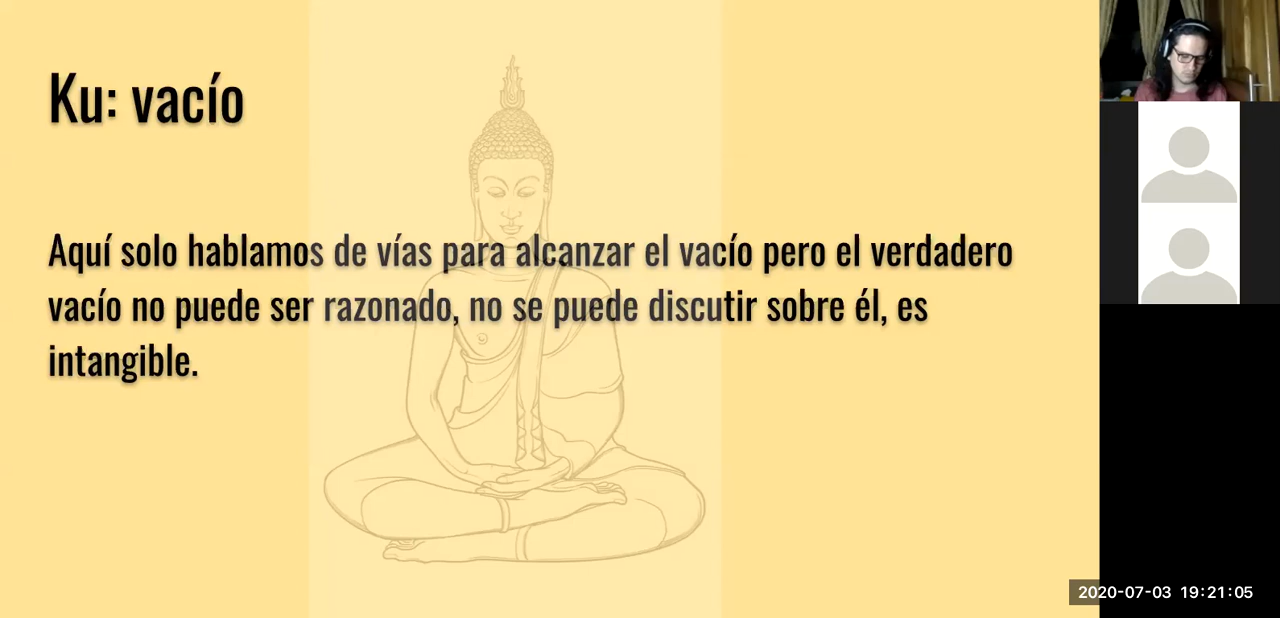 Ku: vacío
Aquí solo hablamos de vías para alcanzar el vacío pero el verdadero
vacío no puede ser razonado, no se puede discutir sobre él, es
intangible.
2020-07-03 19:21:05